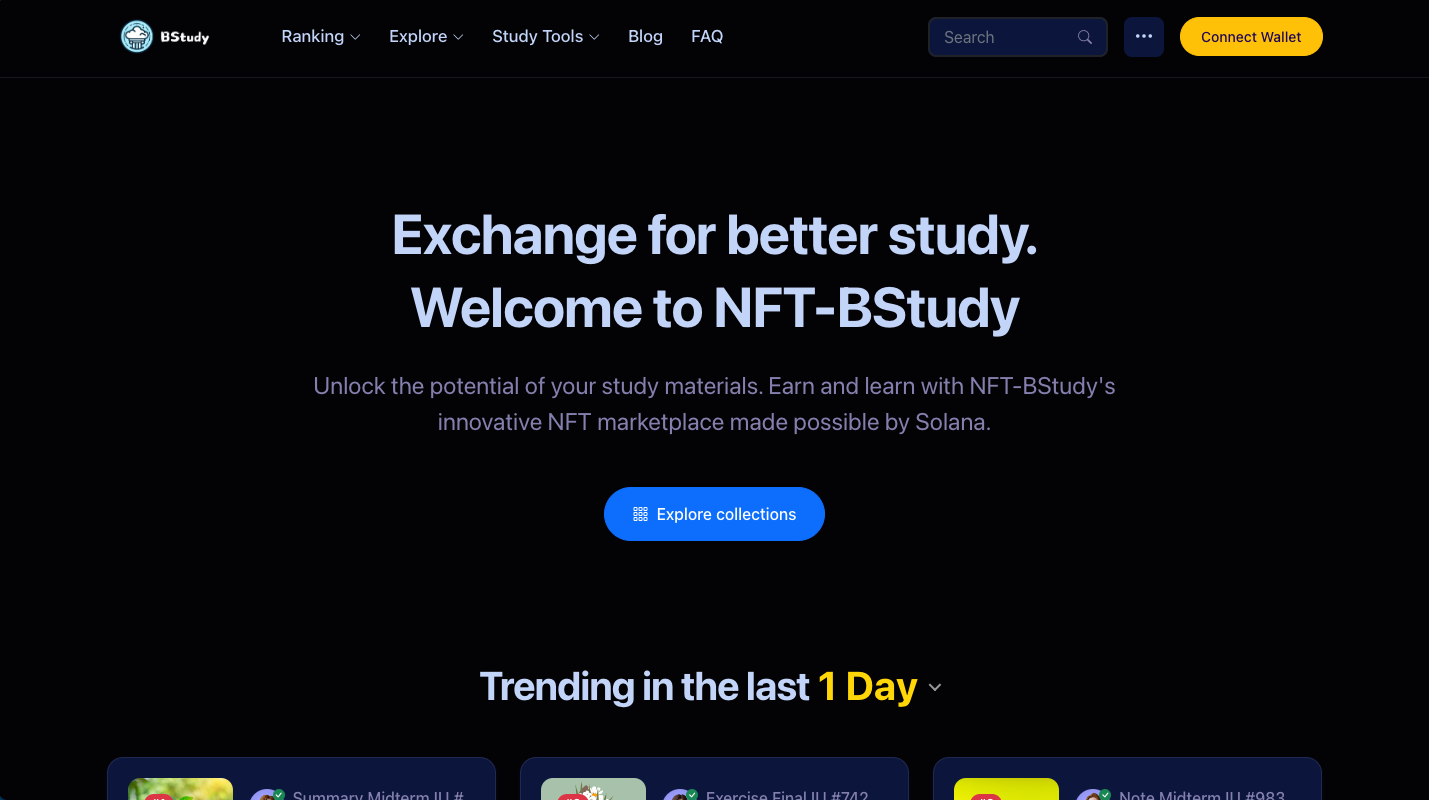 BStudy
Ranking
Explore
Study Tools
Blog
FAQ
Search
Connect Wallet
Exchange for better study.
Welcome to NFT-BStudy
Unlock the potential of your study materials. Earn and learn with NFT-BStudy's
innovative NFT marketplace made possible by Solana.
Explore collections
Trending in the last 1 Day
Summary Midterm IU #
Exercise Final IU #742
Note Midterm IU #983